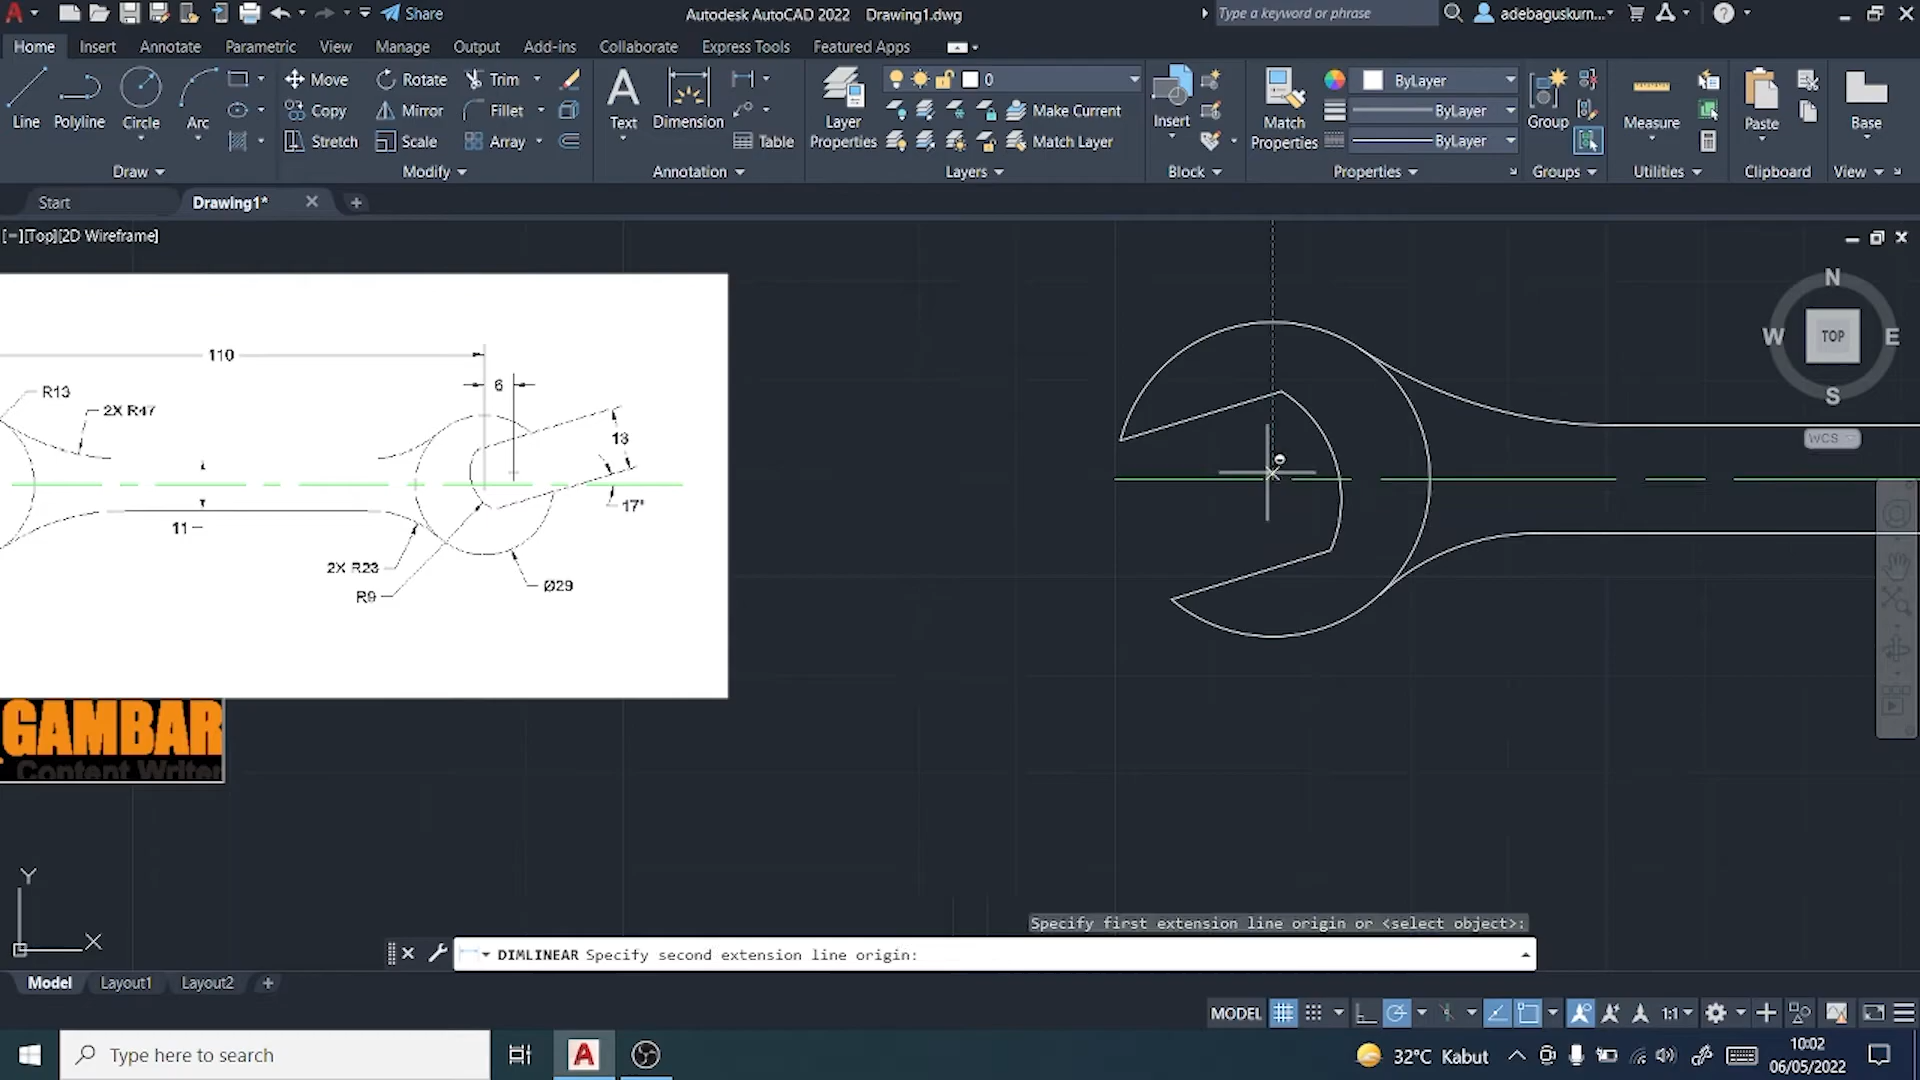 Share
Autodesk AutoCAD 2022 Drawing1.dwg
Type a keyword or phrase
adebaguskurn...
Home Insert Annotate Parametric View Manage Output Add-ins Collaborate Express Tools Featured Apps
Line Polyline Circle Arc
Move Rotate Trim
Copy Mirror Fillet
Stretch Scale Array
Text Dimension Table
Layer Properties
0
Make Current
Match Layer
Insert
Match Properties
ByLayer
ByLayer
ByLayer
Group
Measure
Paste
Base
Draw Modify Annotation Layers Block Properties Groups Utilities Clipboard View
Start Drawing1*
[−][Top][2D Wireframe]
N
W TOP E
S
WCS
110
6
R13
2X R47
13
17°
11
2X R23
R9
Ø29
GAMBAR
Content Writer
Y
X
Specify first extension line origin or <select object>:
DIMLINEAR Specify second extension line origin:
Model Layout1 Layout2
MODEL 1:1
Type here to search
32°C Kabut
10:02
06/05/2022